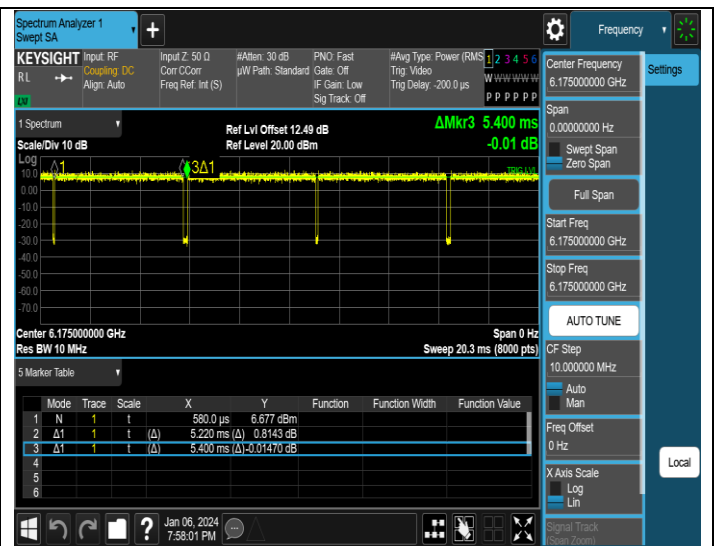 Spectrum Analyzer 1
Swept SA
+
Frequency
KEYSIGHT
RL
Input: RF
Coupling: DC
Align: Auto
Input Z: 50 Ω
Corr CCorr
Freq Ref: Int (S)
#Atten: 30 dB
µW Path: Standard
PNO: Fast
Gate: Off
IF Gain: Low
Sig Track: Off
#Avg Type: Power (RMS
Trig: Video
Trig Delay: -200.0 µs
1 2 3 4 5 6
W W W W W W
P P P P P P
1 Spectrum
Scale/Div 10 dB
Ref Lvl Offset 12.49 dB
Ref Level 20.00 dBm
ΔMkr3 5.400 ms
-0.01 dB
Log
10.0
0.00
-10.0
-20.0
-30.0
-40.0
-50.0
-60.0
-70.0
1
3Δ1
TRIG LVL
Center 6.175000000 GHz
Span 0 Hz
Res BW 10 MHz
Sweep 20.3 ms (8000 pts)
5 Marker Table
Mode Trace Scale X Y Function Function Width Function Value
1 N 1 t 580.0 µs 6.677 dBm
2 Δ1 1 t (Δ) 5.220 ms (Δ) 0.8143 dB
3 Δ1 1 t (Δ) 5.400 ms (Δ) -0.01470 dB
4
5
6
Jan 06, 2024
7:58:01 PM
Center Frequency
6.175000000 GHz
Span
0.00000000 Hz
Swept Span
Zero Span
Full Span
Start Freq
6.175000000 GHz
Stop Freq
6.175000000 GHz
AUTO TUNE
CF Step
10.000000 MHz
Auto
Man
Freq Offset
0 Hz
X Axis Scale
Log
Lin
Signal Track
(Span Zoom)
Settings
Local